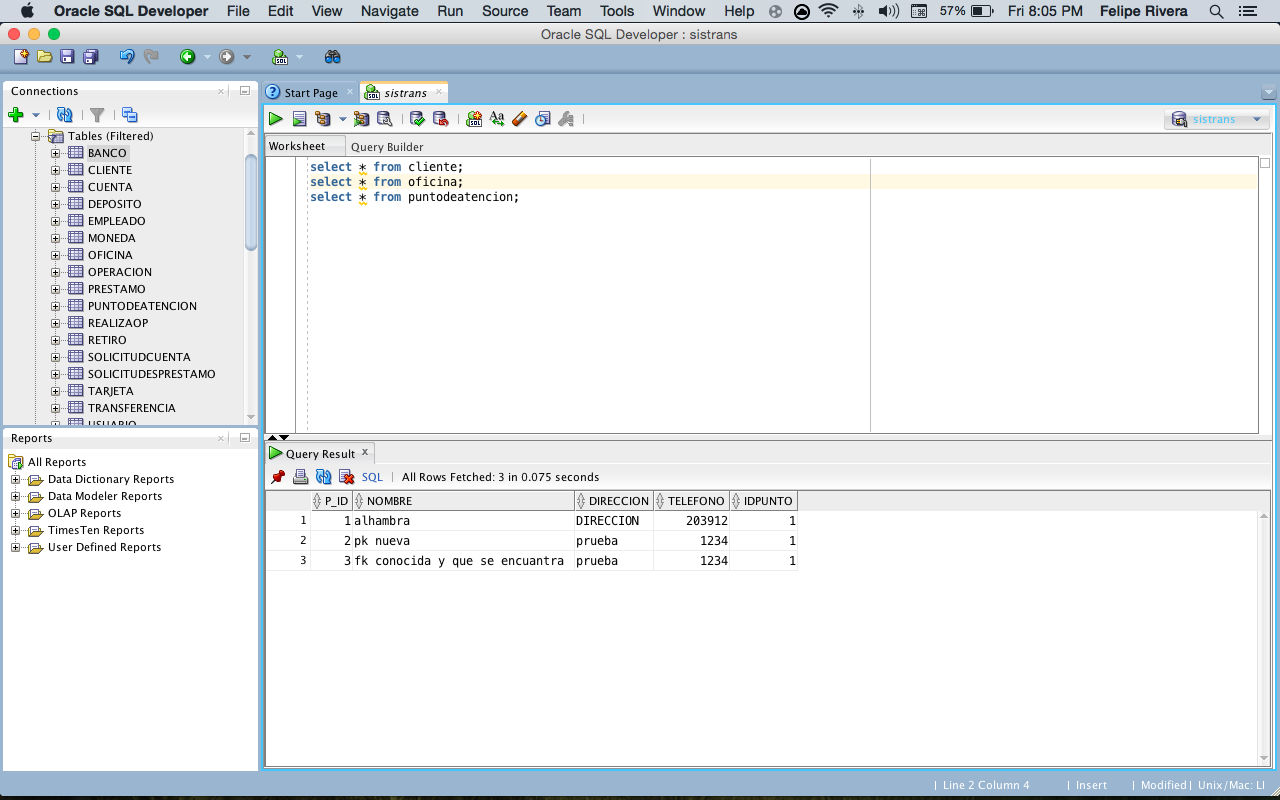 Oracle SQL Developer File Edit View Navigate Run Source Team Tools Window Help 57% Fri 8:05 PM Felipe Rivera
Oracle SQL Developer : sistrans
Connections
Tables (Filtered)
BANCO
CLIENTE
CUENTA
DEPOSITO
EMPLEADO
MONEDA
OFICINA
OPERACION
PRESTAMO
PUNTODEATENCION
REALIZAOP
RETIRO
SOLICITUDCUENTA
SOLICITUDESPRESTAMO
TARJETA
TRANSFERENCIA
USUARIO
Reports
All Reports
Data Dictionary Reports
Data Modeler Reports
OLAP Reports
TimesTen Reports
User Defined Reports
Start Page sistrans
sistrans
Worksheet Query Builder
select * from cliente;
select * from oficina;
select * from puntodeatencion;
Query Result x
SQL | All Rows Fetched: 3 in 0.075 seconds
P_ID NOMBRE DIRECCION TELEFONO IDPUNTO
1 1 alhambra DIRECCION 203912 1
2 2 pk nueva prueba 1234 1
3 3 fk conocida y que se encuantra prueba 1234 1
| Line 2 Column 4 | Insert | Modified | Unix/Mac: LI